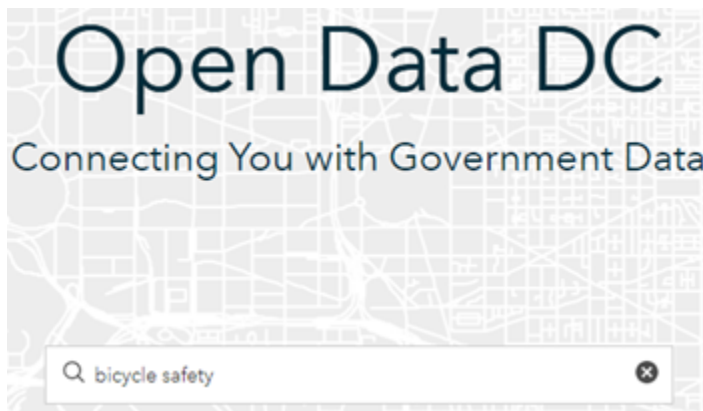 Open Data DC
Connecting You with Government Data
bicycle safety